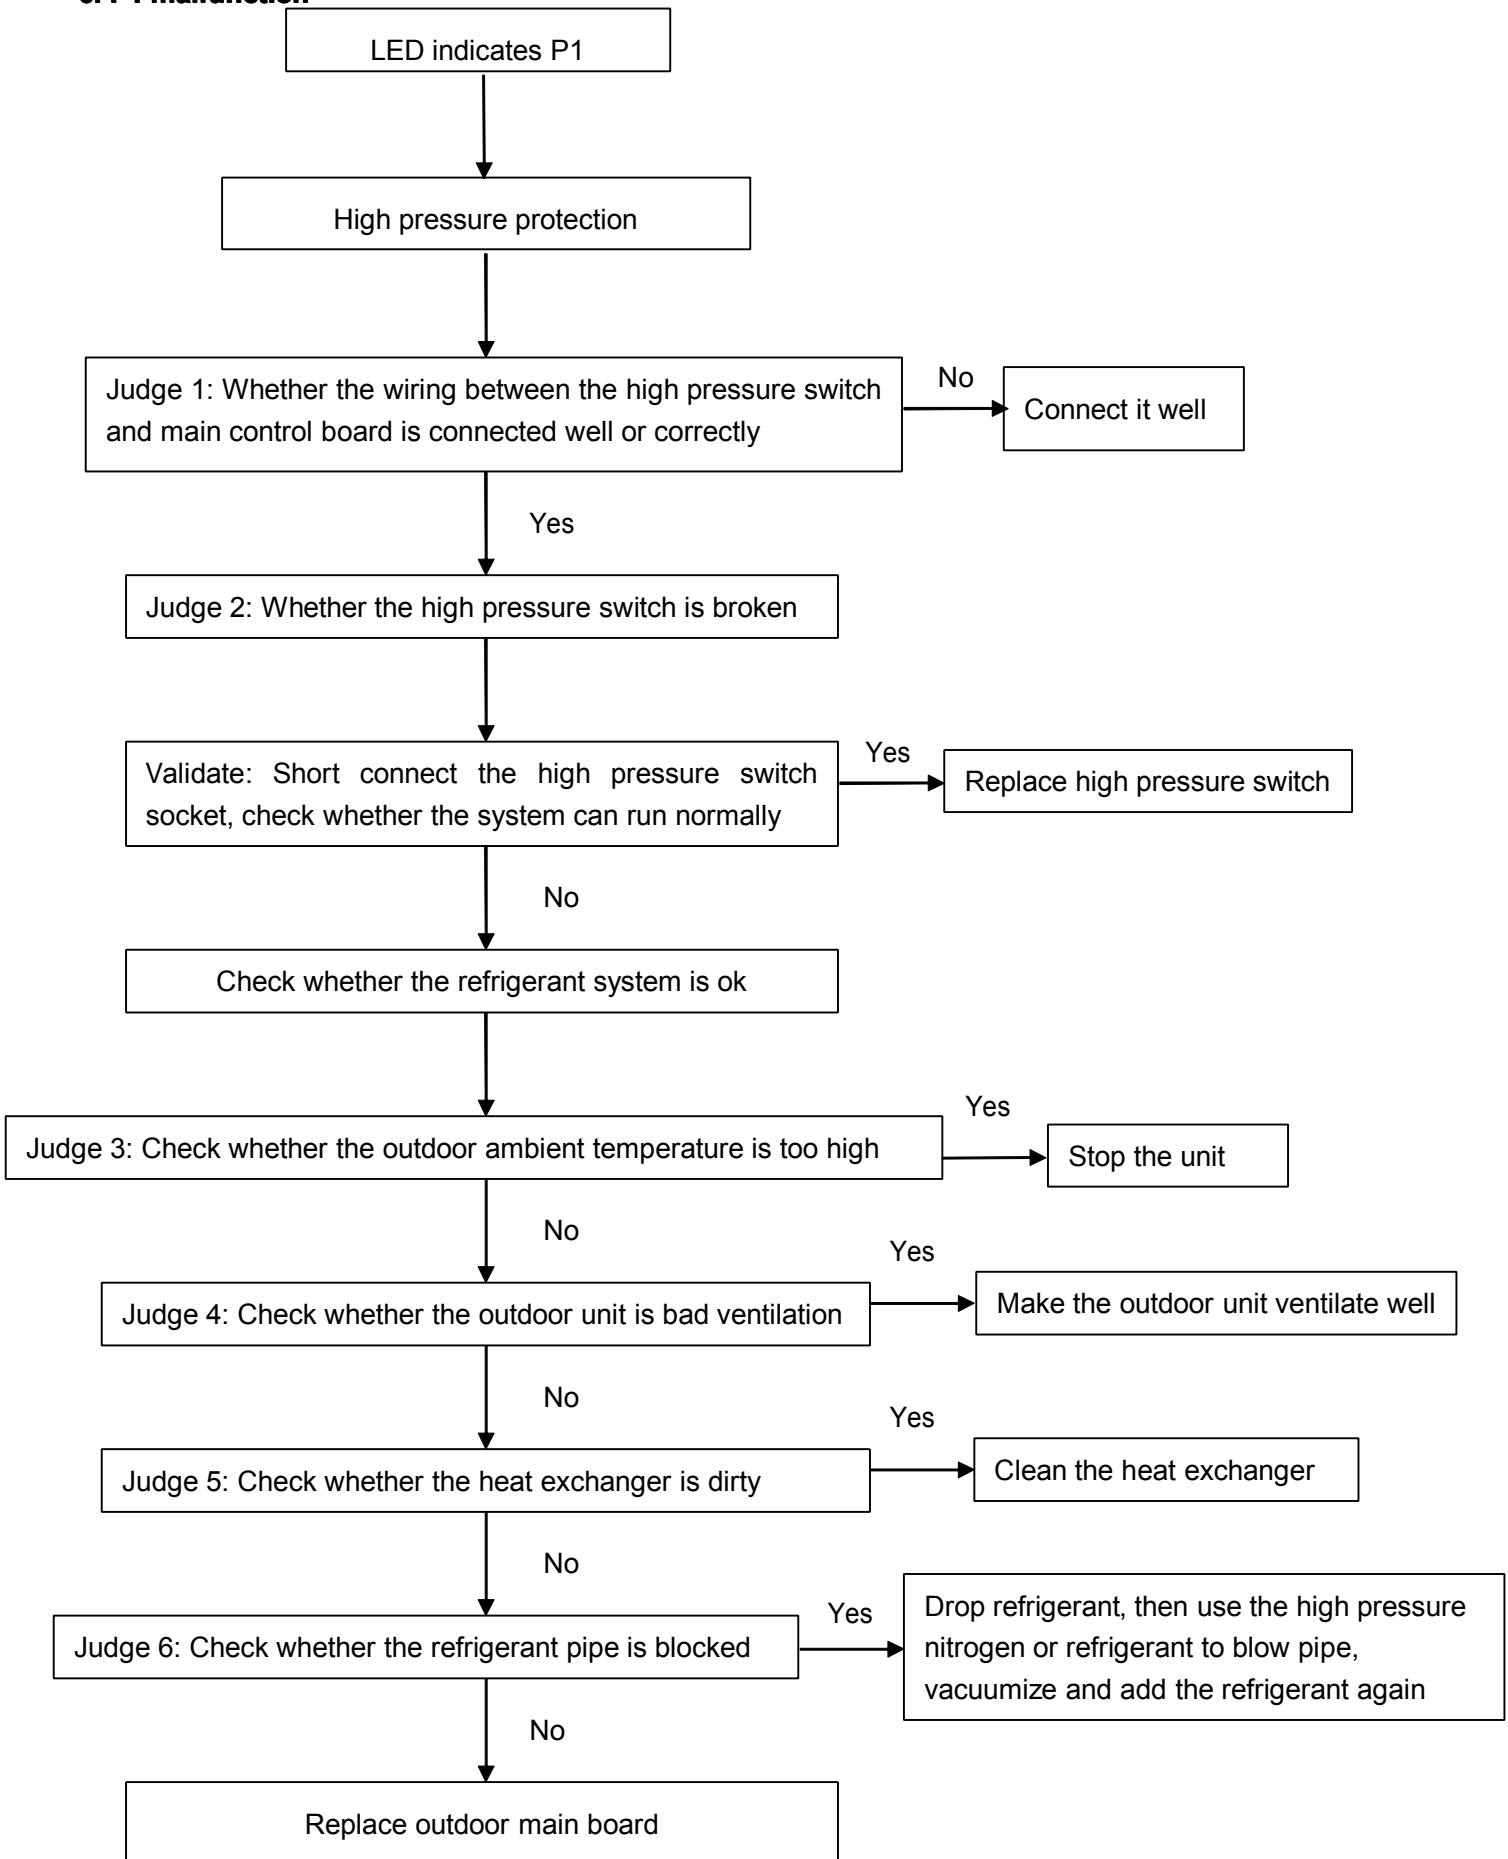 malfunction
LED indicates P1
High pressure protection
Judge 1: Whether the wiring between the high pressure switch
and main control board is connected well or correctly
No
Connect it well
Yes
Judge 2: Whether the high pressure switch is broken
Validate: Short connect the high pressure switch
socket, check whether the system can run normally
Yes
Replace high pressure switch
No
Check whether the refrigerant system is ok
Judge 3: Check whether the outdoor ambient temperature is too high
Yes
Stop the unit
No
Judge 4: Check whether the outdoor unit is bad ventilation
Yes
Make the outdoor unit ventilate well
No
Judge 5: Check whether the heat exchanger is dirty
Yes
Clean the heat exchanger
No
Judge 6: Check whether the refrigerant pipe is blocked
Yes
Drop refrigerant, then use the high pressure
nitrogen or refrigerant to blow pipe,
vacuumize and add the refrigerant again
No
Replace outdoor main board